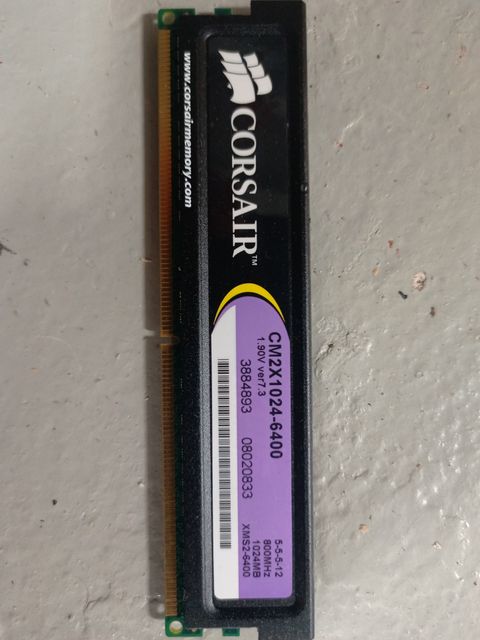 CORSAIR™
www.corsairmemory.com
CM2X1024-6400
1.90V ver7.3
3884893 08020833
5-5-5-12
800MHz
1024MB
XMS2-6400